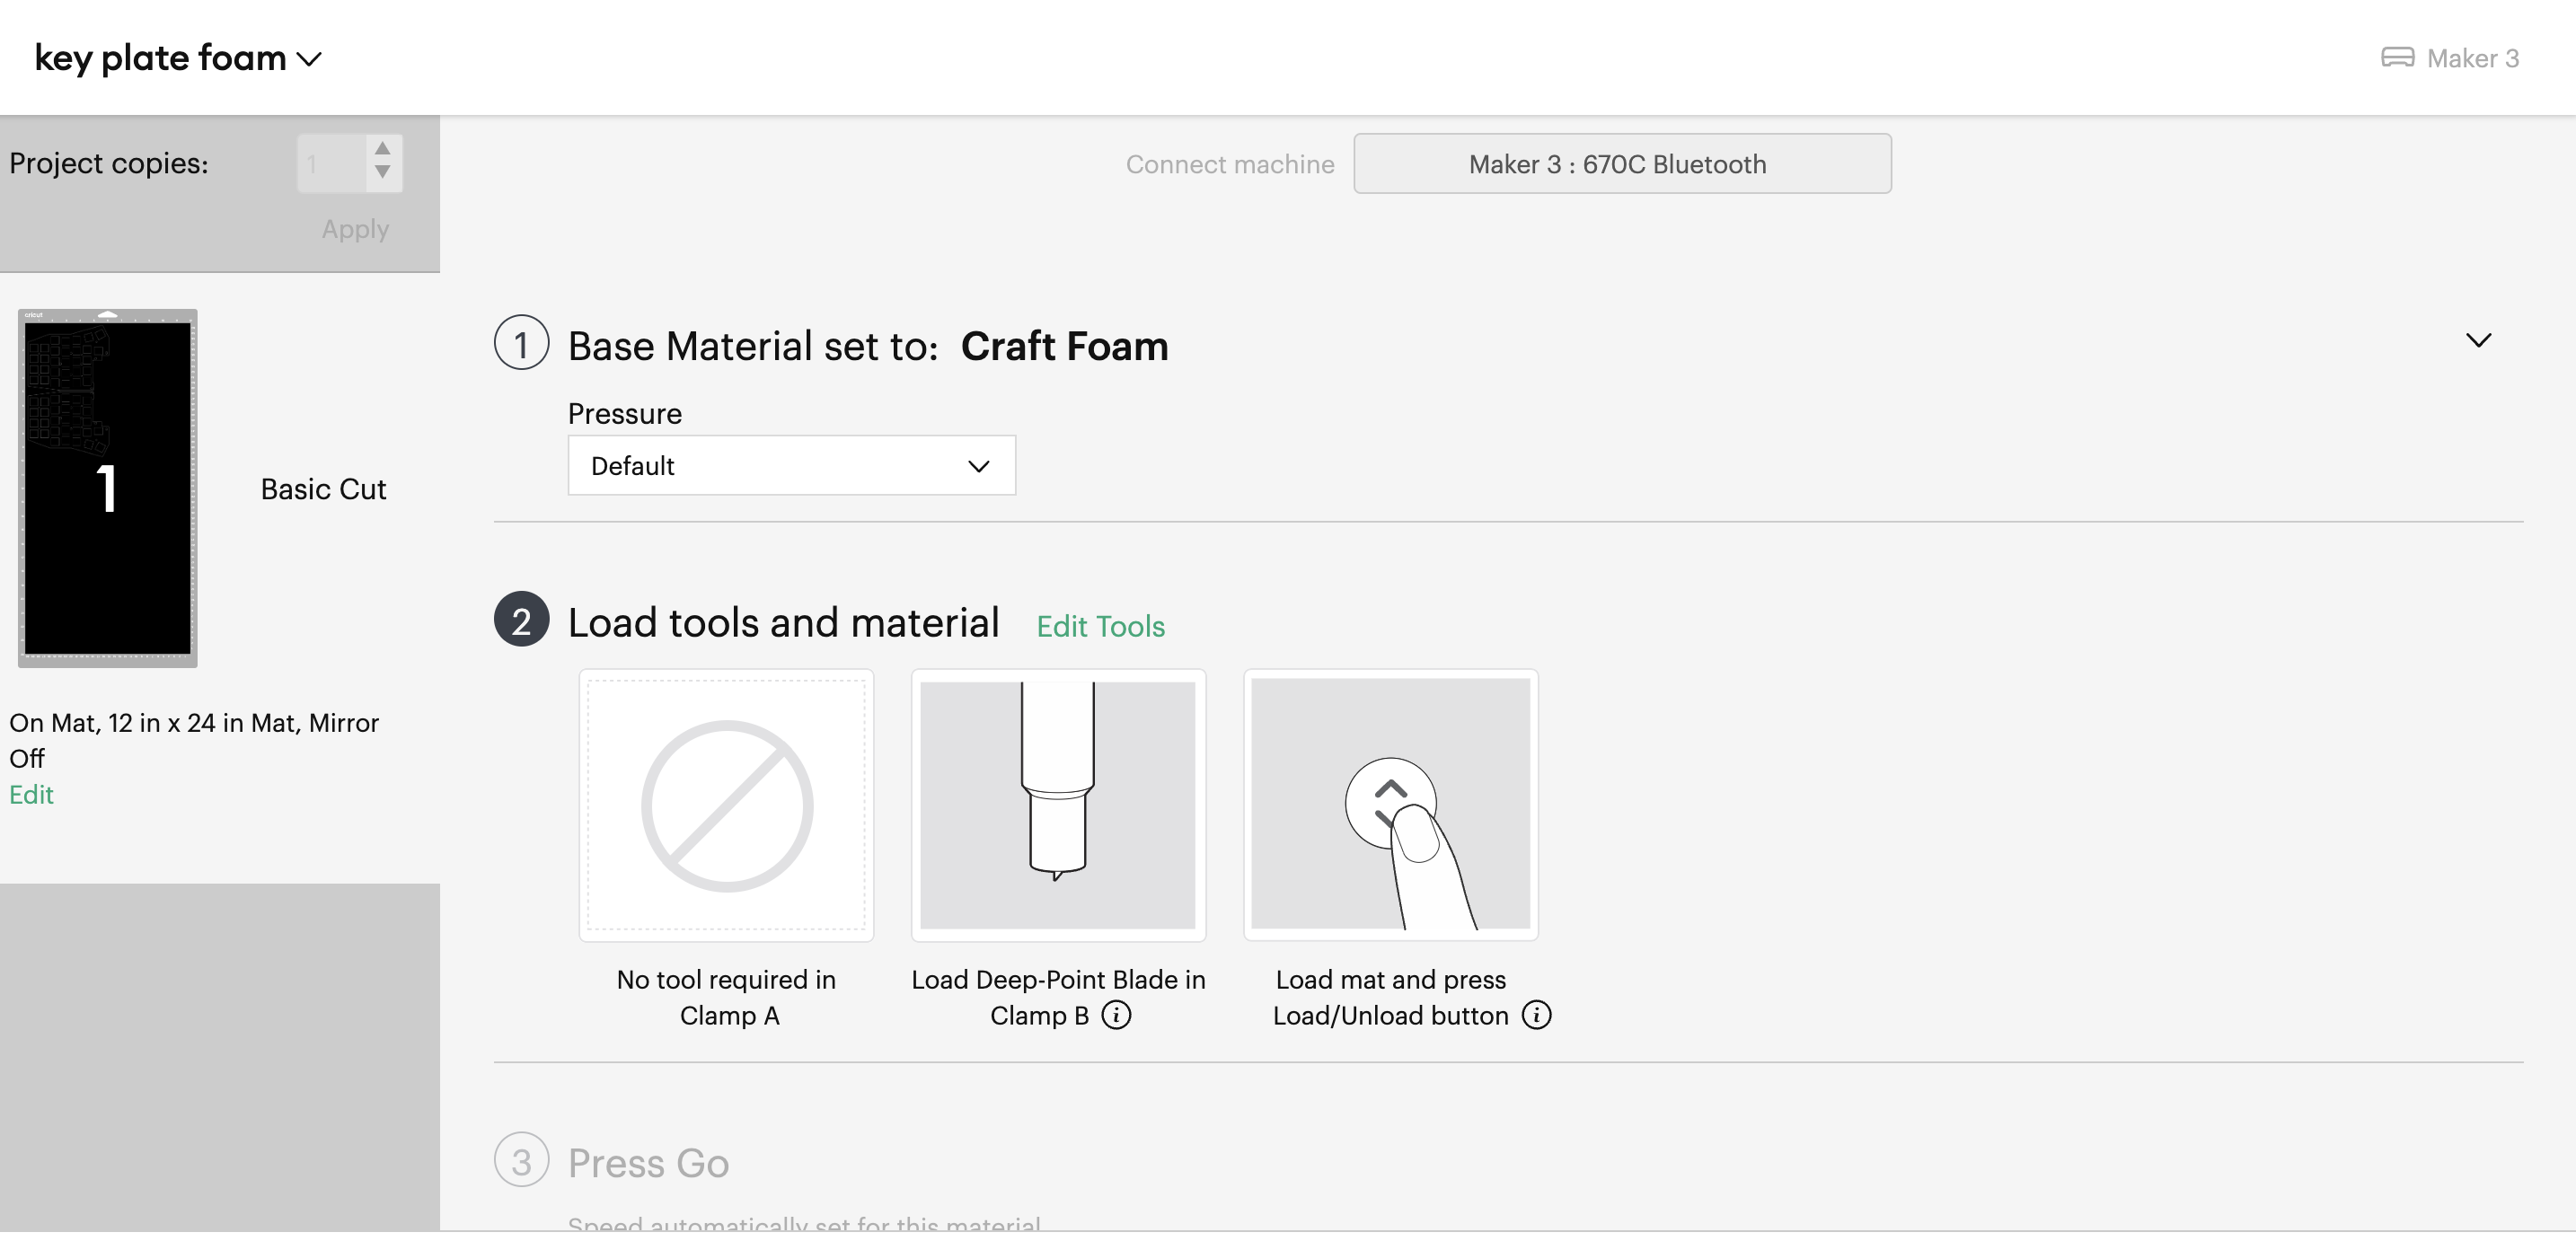 key plate foam
Maker 3
Project copies:
1
Apply
Connect machine
Maker 3 : 670C Bluetooth
cricut
1
Basic Cut
On Mat, 12 in x 24 in Mat, Mirror
Off
Edit
1 Base Material set to: Craft Foam
Pressure
Default
2 Load tools and material Edit Tools
No tool required in
Clamp A
Load Deep-Point Blade in
Clamp B i
Load mat and press
Load/Unload button i
3 Press Go
Speed automatically set for this material